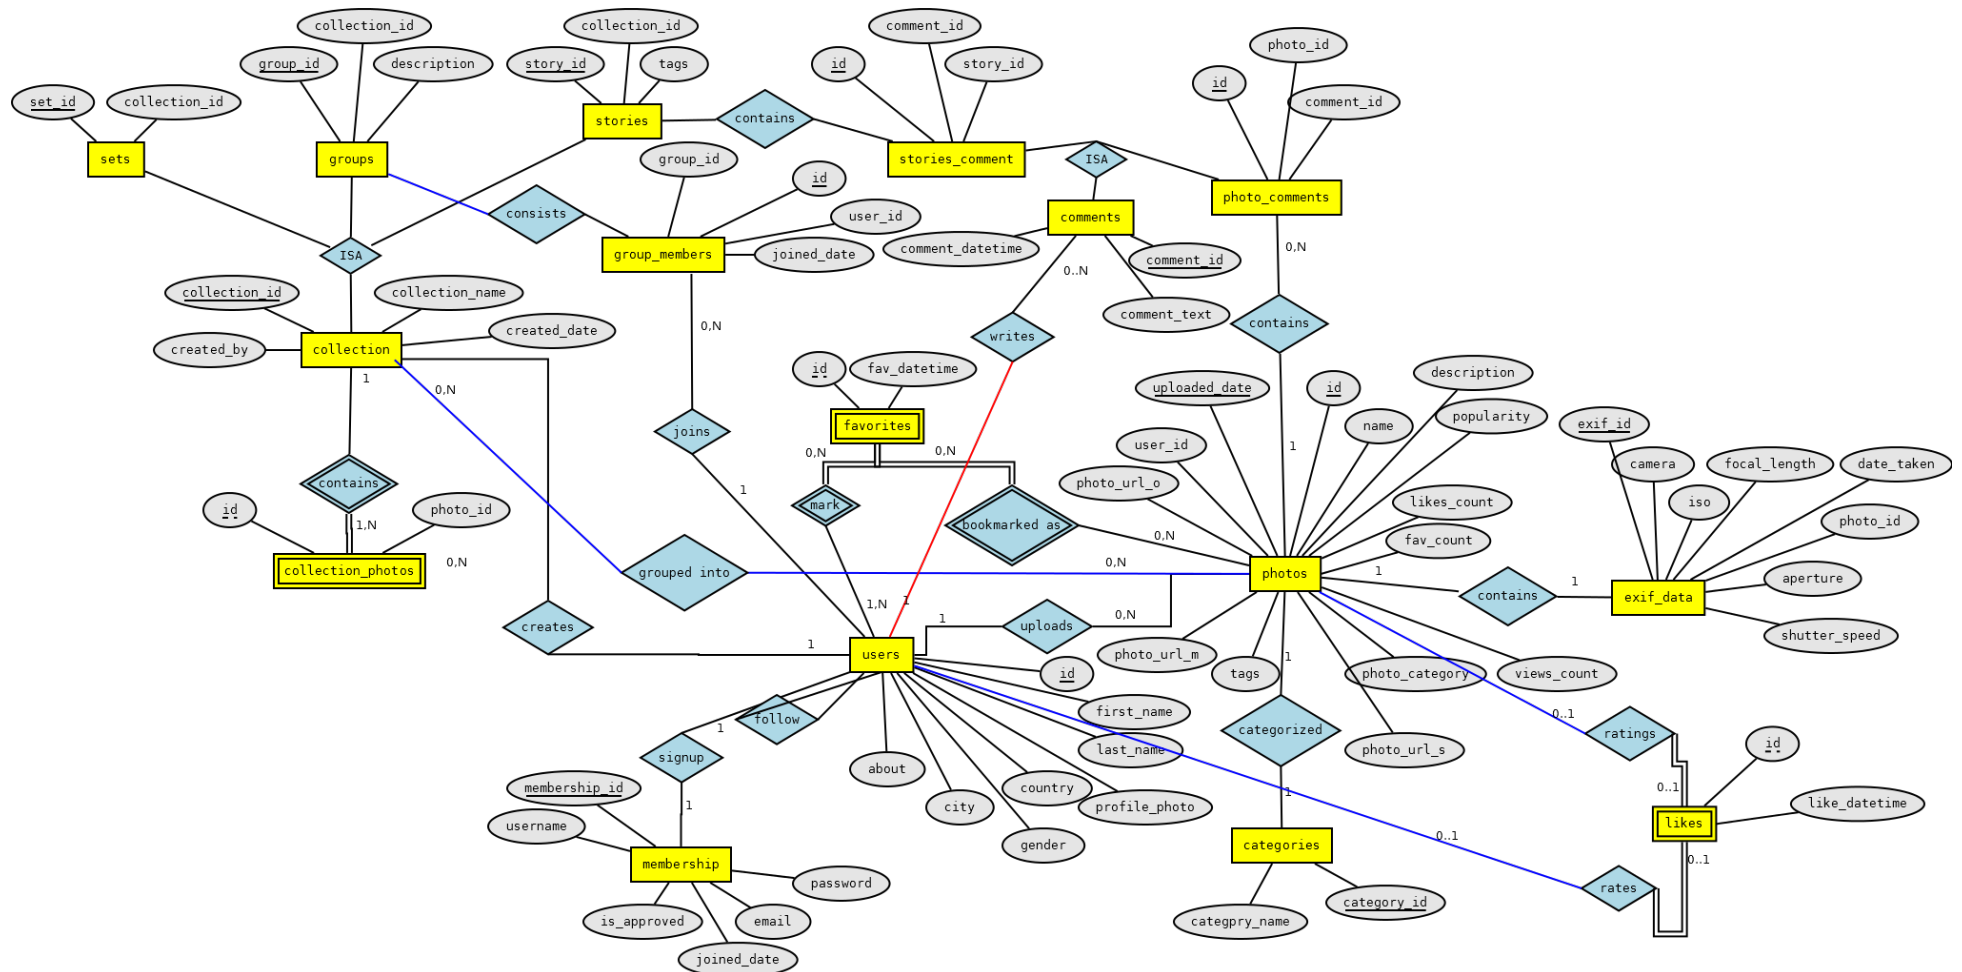 collection_id
collection_id
comment_id
photo_id
group_id
description
story_id
tags
id
story_id
id
set_id
collection_id
comment_id
stories
contains
sets
groups
group_id
stories_comment
ISA
photo_comments
id
consists
user_id
comments
comment_datetime
0,N
ISA
group_members
joined_date
comment_id
0..N
collection_id
collection_name
comment_text
contains
created_date
0,N
writes
created_by
collection
1
0,N
id
fav_datetime
uploaded_date
id
description
joins
favorites
user_id
name
popularity
exif_id
0,N
0,N
1
camera
focal_length
date_taken
contains
1
photo_url_o
likes_count
iso
id
photo_id
1,N
mark
bookmarked as
0,N
fav_count
photo_id
collection_photos
0,N
grouped into
0,N
photos
1
contains
1
exif_data
aperture
creates
1,N
1
1
uploads
0,N
shutter_speed
1
users
photo_url_m
1
id
tags
photo_category
views_count
first_name
0..1
follow
1
signup
last_name
categorized
photo_url_s
ratings
id
about
membership_id
country
1
0..1
1
city
profile_photo
like_datetime
username
gender
0..1
likes
membership
categories
0..1
password
rates
is_approved
email
categpry_name
category_id
joined_date